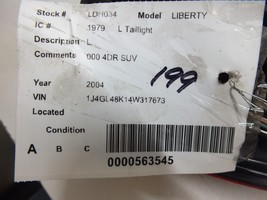 Stock # LDH034 Model LIBERTY
IC # 1979 L Taillight
Description L
Comments 000 4DR SUV
199
Year 2004
VIN 1J4GL48K14W317673
Located
Condition
A B C
0000563545